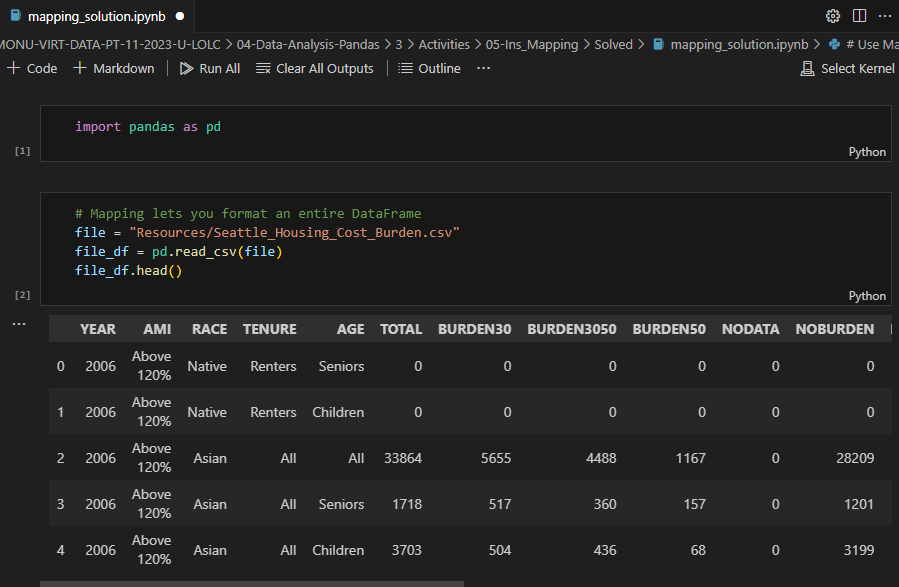 mapping_solution.ipynb
MONU-VIRT-DATA-PT-11-2023-U-LOLC > 04-Data-Analysis-Pandas > 3 > Activities > 05-Ins_Mapping > Solved > mapping_solution.ipynb > # Use Ma
+ Code + Markdown Run All Clear All Outputs Outline ... Select Kernel
import pandas as pd
[1] Python
# Mapping lets you format an entire DataFrame
file = "Resources/Seattle_Housing_Cost_Burden.csv"
file_df = pd.read_csv(file)
file_df.head()
[2] Python
YEAR AMI RACE TENURE AGE TOTAL BURDEN30 BURDEN3050 BURDEN50 NODATA NOBURDEN
0 2006 Above 120% Native Renters Seniors 0 0 0 0 0 0
1 2006 Above 120% Native Renters Children 0 0 0 0 0 0
2 2006 Above 120% Asian All All 33864 5655 4488 1167 0 28209
3 2006 Above 120% Asian All Seniors 1718 517 360 157 0 1201
4 2006 Above 120% Asian All Children 3703 504 436 68 0 3199